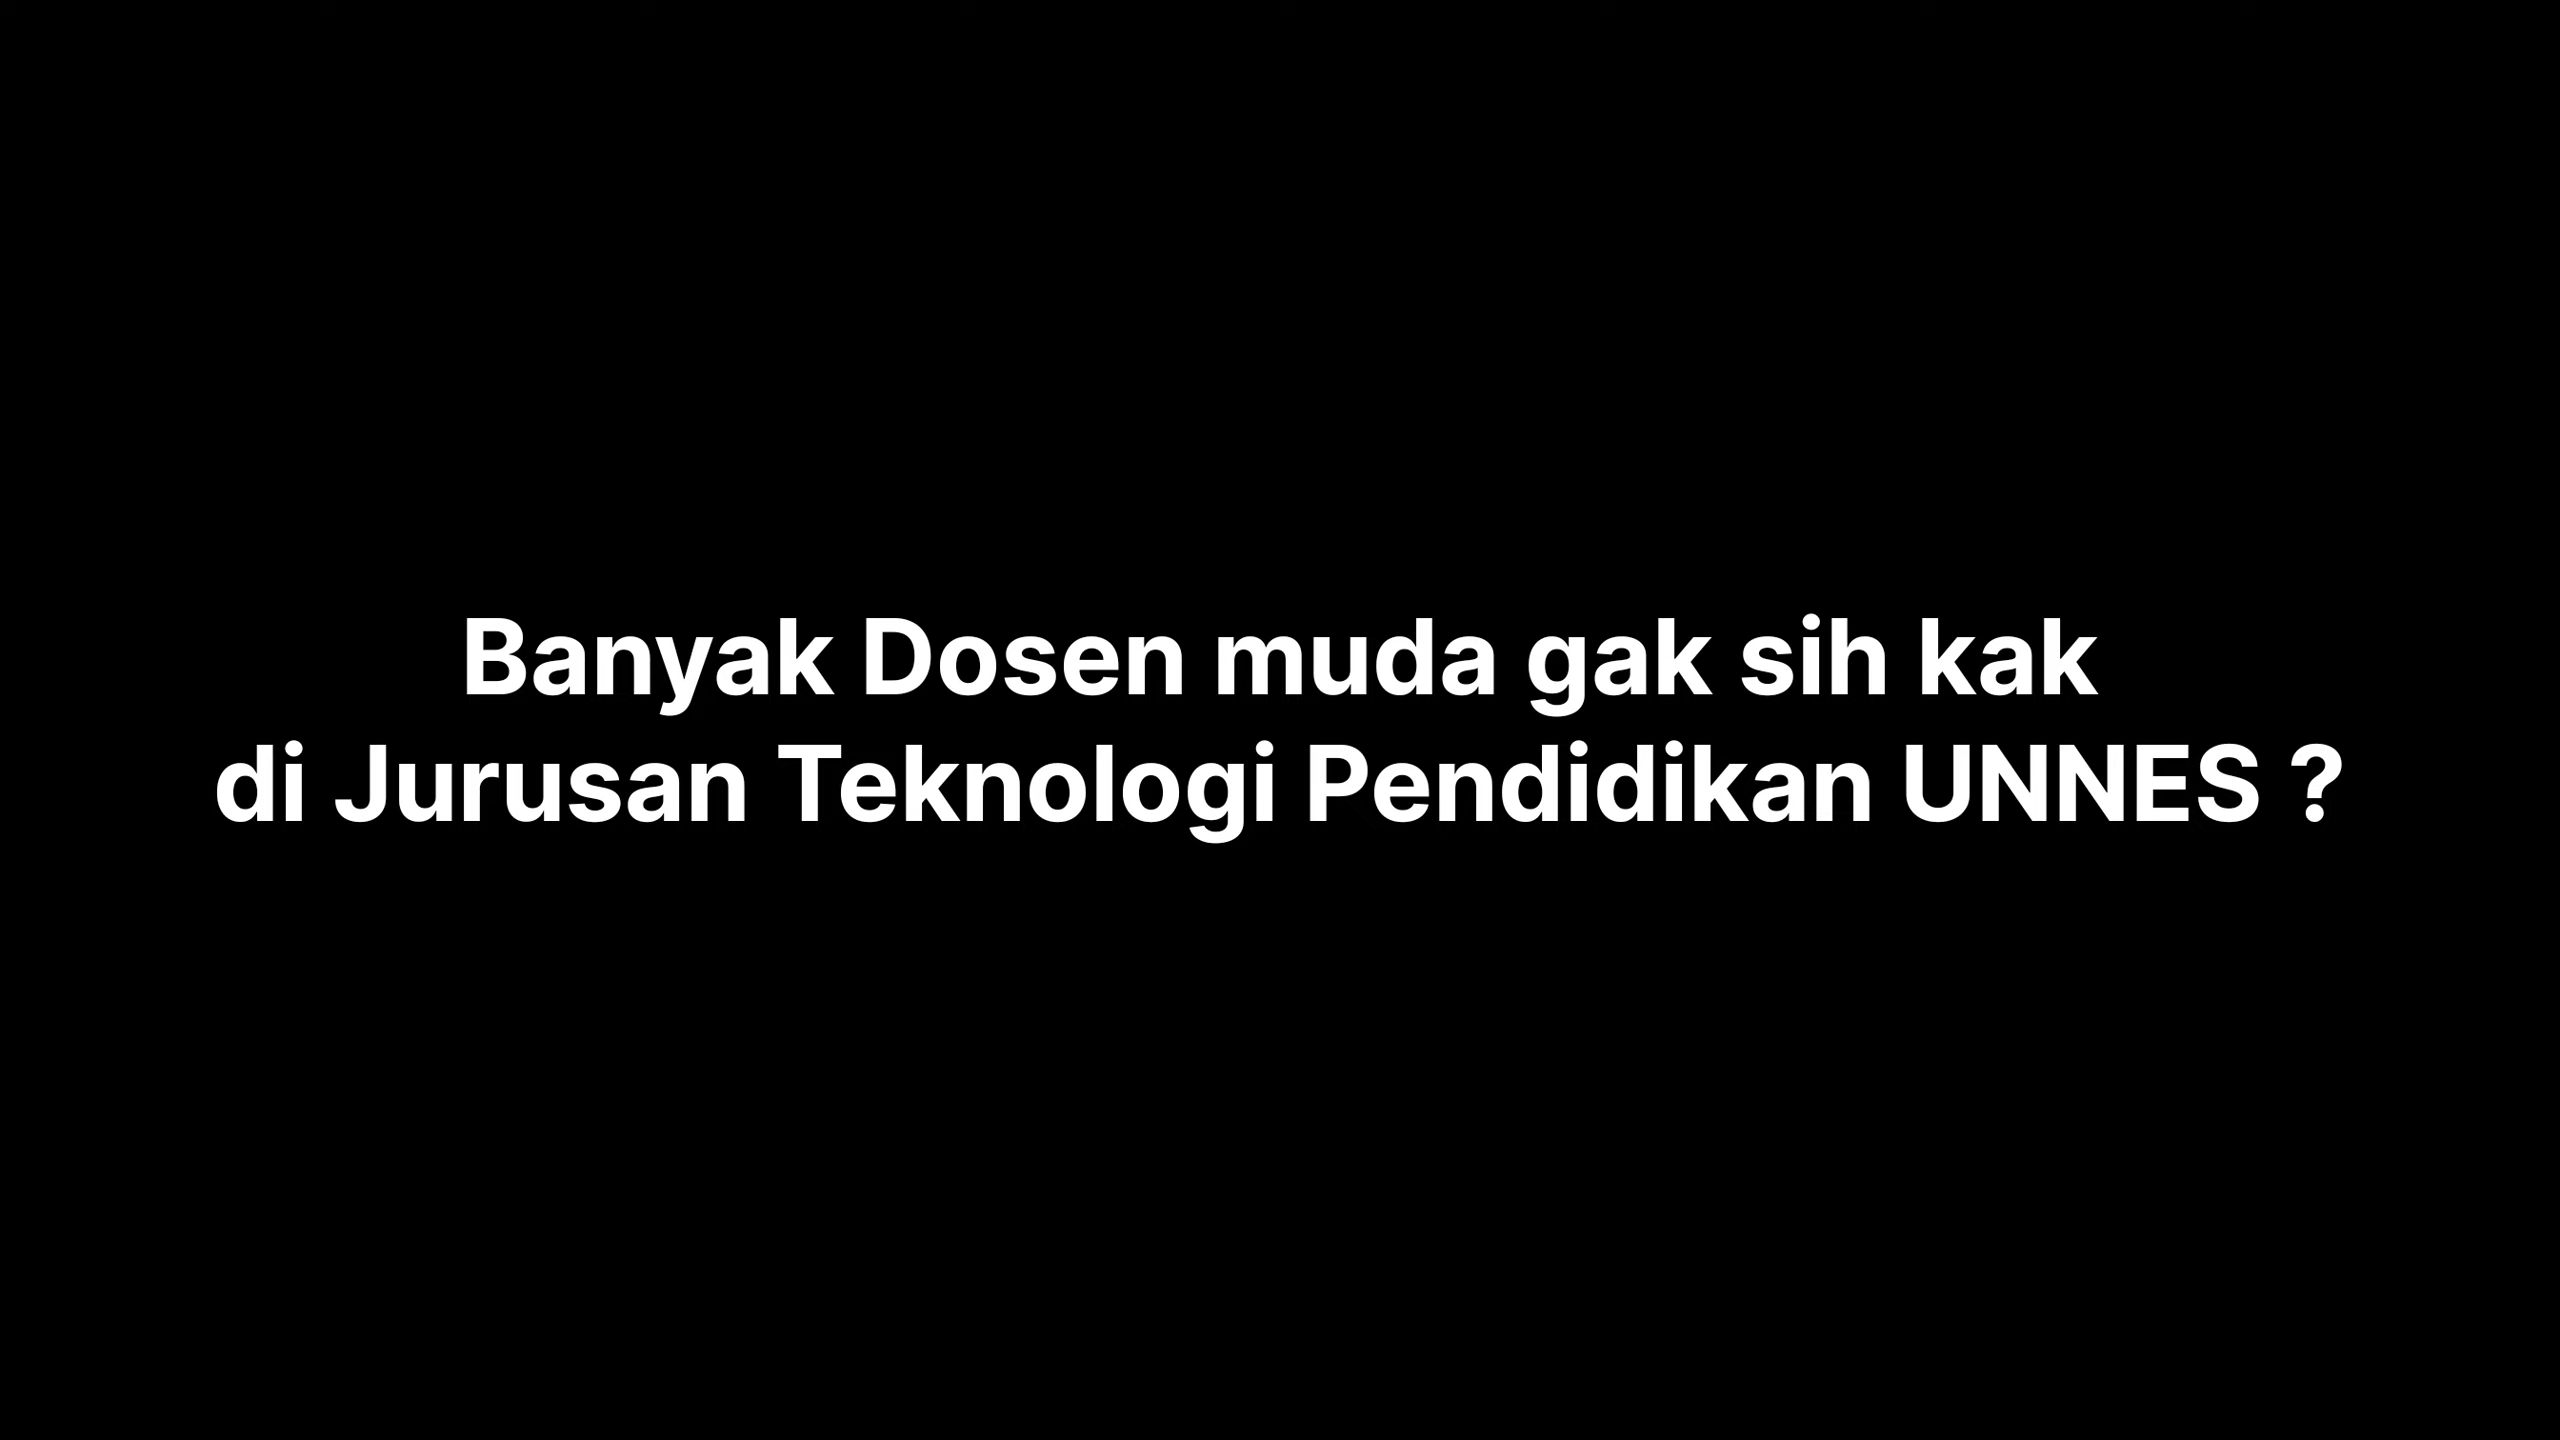 Banyak Dosen muda gak sih kak
di Jurusan Teknologi Pendidikan UNNES ?